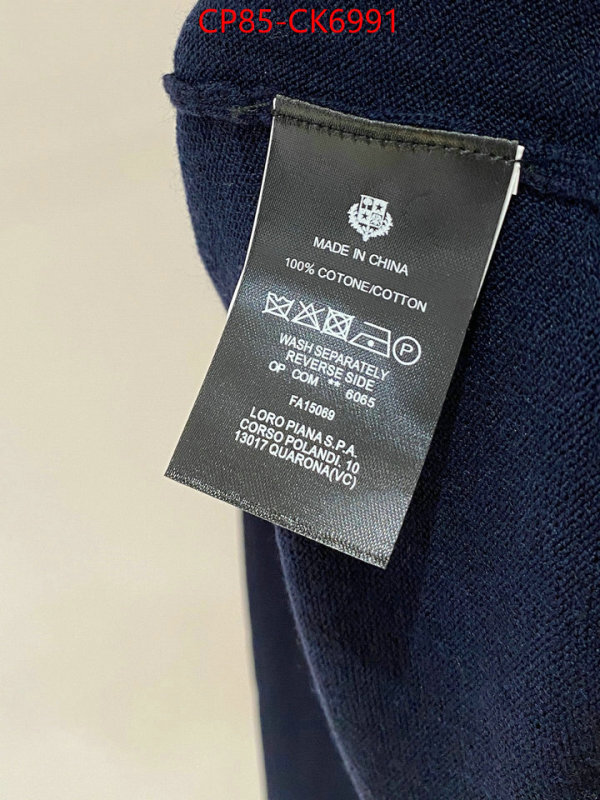 CP85-CK6991
MADE IN CHINA
100% COTONE/COTTON
P
WASH SEPARATELY
REVERSE SIDE
OP COM ** 6065
FA15069
LORO PIANA S.P.A.
CORSO POLANDI, 10
13017 QUARONA(VC)